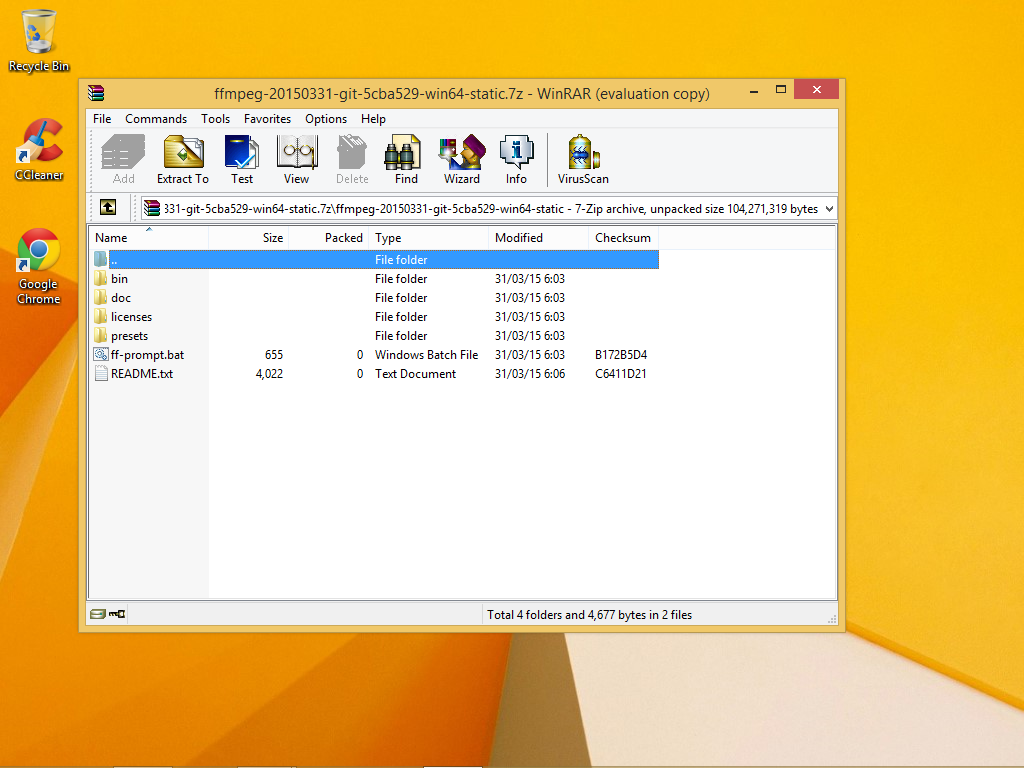 Recycle Bin
CCleaner
Google
Chrome
ffmpeg-20150331-git-5cba529-win64-static.7z - WinRAR (evaluation copy)
File Commands Tools Favorites Options Help
Add Extract To Test View Delete Find Wizard Info VirusScan
331-git-5cba529-win64-static.7z\ffmpeg-20150331-git-5cba529-win64-static - 7-Zip archive, unpacked size 104,271,319 bytes
Name Size Packed Type Modified Checksum
.. File folder
bin File folder 31/03/15 6:03
doc File folder 31/03/15 6:03
licenses File folder 31/03/15 6:03
presets File folder 31/03/15 6:03
ff-prompt.bat 655 0 Windows Batch File 31/03/15 6:03 B172B5D4
README.txt 4,022 0 Text Document 31/03/15 6:06 C6411D21
Total 4 folders and 4,677 bytes in 2 files